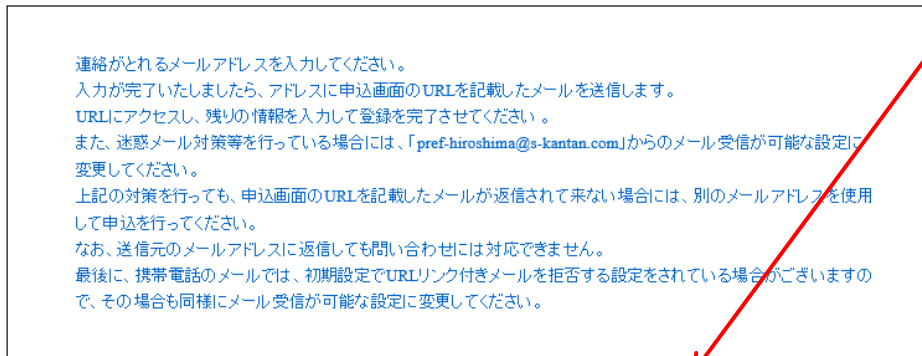 連絡がとれるメールアドレスを入力してください。
入力が完了いたしましたら、アドレスに申込画面のURLを記載したメールを送信します。
URLにアクセスし、残りの情報を入力して登録を完了させてください 。
また、迷惑メール対策等を行っている場合には、「pref-hiroshima@s-kantan.com」からのメール受信が可能な設定に
変更してください。
上記の対策を行っても、申込画面のURLを記載したメールが返信されて来ない場合には、別のメールアドレスを使用
して申込を行ってください。
なお、送信元のメールアドレスに返信しても問い合わせには対応できません。
最後に、携帯電話のメールでは、初期設定でURLリンク付きメールを拒否する設定をされている場合がございますの
で、その場合も同様にメール受信が可能な設定に変更してください。